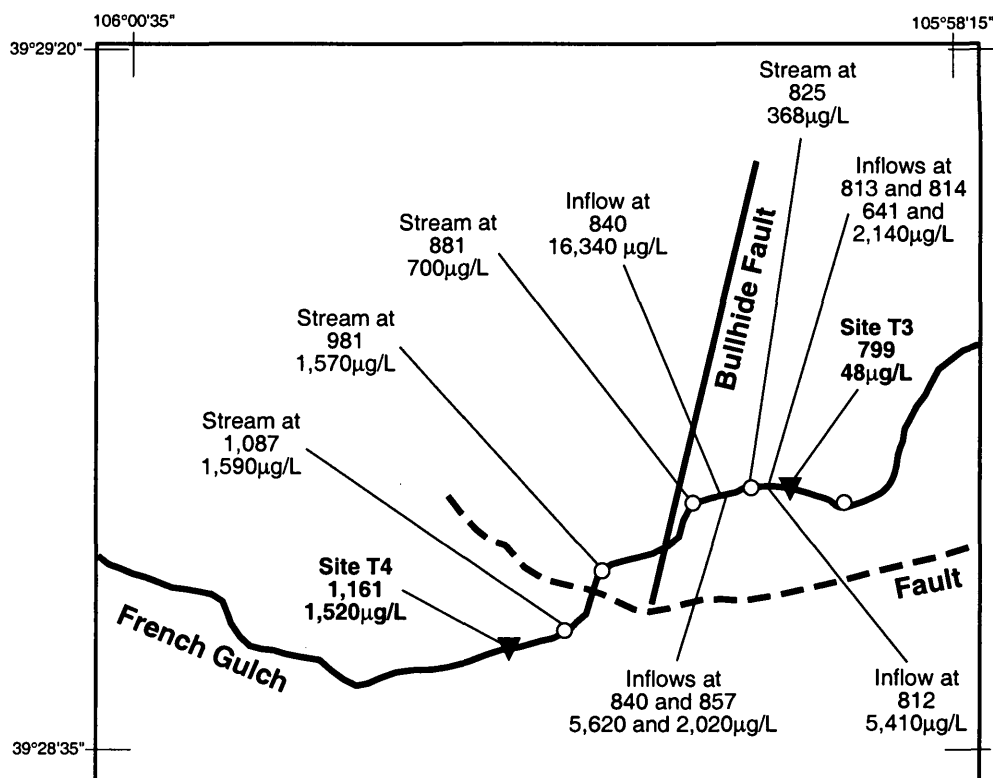 106°00'35"
105°58'15"
39°29'20"
Stream at
825
368µg/L
Inflows at
813 and 814
641 and
2,140µg/L
Inflow at
840
16,340 µg/L
Stream at
881
700µg/L
Bullhide Fault
Stream at
981
1,570µg/L
Site T3
799
48µg/L
Stream at
1,087
1,590µg/L
Site T4
1,161
1,520µg/L
Fault
French Gulch
Inflows at
840 and 857
5,620 and 2,020µg/L
Inflow at
812
5,410µg/L
39°28'35"